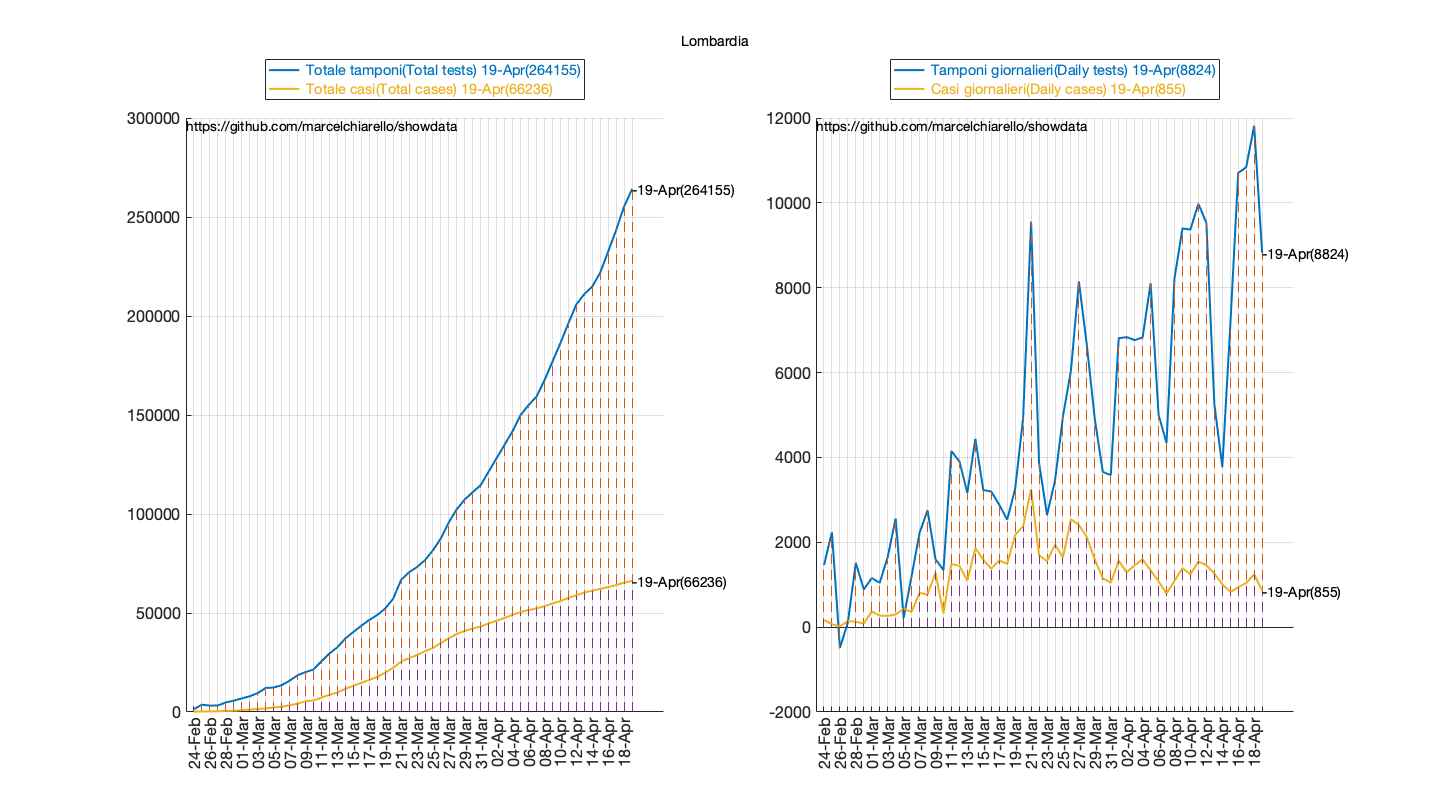 Lombardia
Totale tamponi(Total tests) 19-Apr(264155)
Totale casi(Total cases) 19-Apr(66236)
300000
https://github.com/marcelchiarello/showdata
250000
200000
150000
100000
50000
0
19-Apr(264155)
19-Apr(66236)
24-Feb
26-Feb
28-Feb
01-Mar
03-Mar
05-Mar
07-Mar
09-Mar
11-Mar
13-Mar
15-Mar
17-Mar
19-Mar
21-Mar
23-Mar
25-Mar
27-Mar
29-Mar
31-Mar
02-Apr
04-Apr
06-Apr
08-Apr
10-Apr
12-Apr
14-Apr
16-Apr
18-Apr
Tamponi giornalieri(Daily tests) 19-Apr(8824)
Casi giornalieri(Daily cases) 19-Apr(855)
12000
https://github.com/marcelchiarello/showdata
10000
8000
6000
4000
2000
0
-2000
19-Apr(8824)
19-Apr(855)
24-Feb
26-Feb
28-Feb
01-Mar
03-Mar
05-Mar
07-Mar
09-Mar
11-Mar
13-Mar
15-Mar
17-Mar
19-Mar
21-Mar
23-Mar
25-Mar
27-Mar
29-Mar
31-Mar
02-Apr
04-Apr
06-Apr
08-Apr
10-Apr
12-Apr
14-Apr
16-Apr
18-Apr